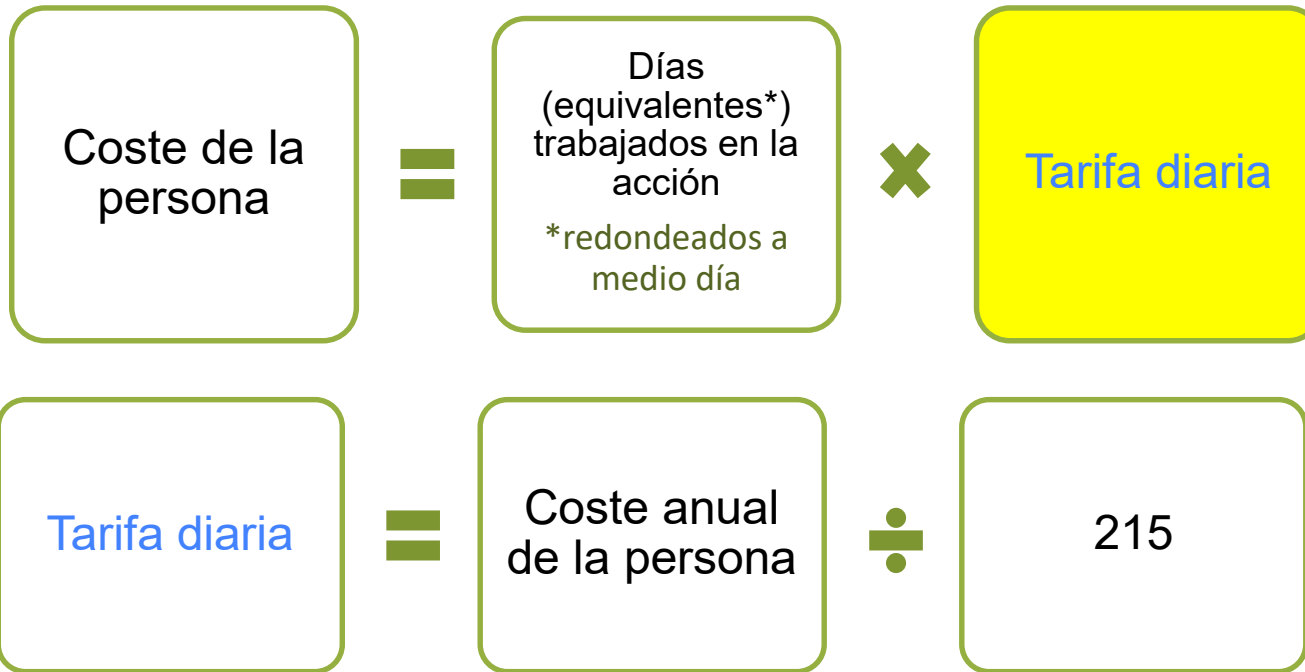 Coste de la
persona
=
Días
(equivalentes*)
trabajados en la
acción
*redondeados a
medio día
×
Tarifa diaria
Tarifa diaria
=
Coste anual
de la persona
÷
215